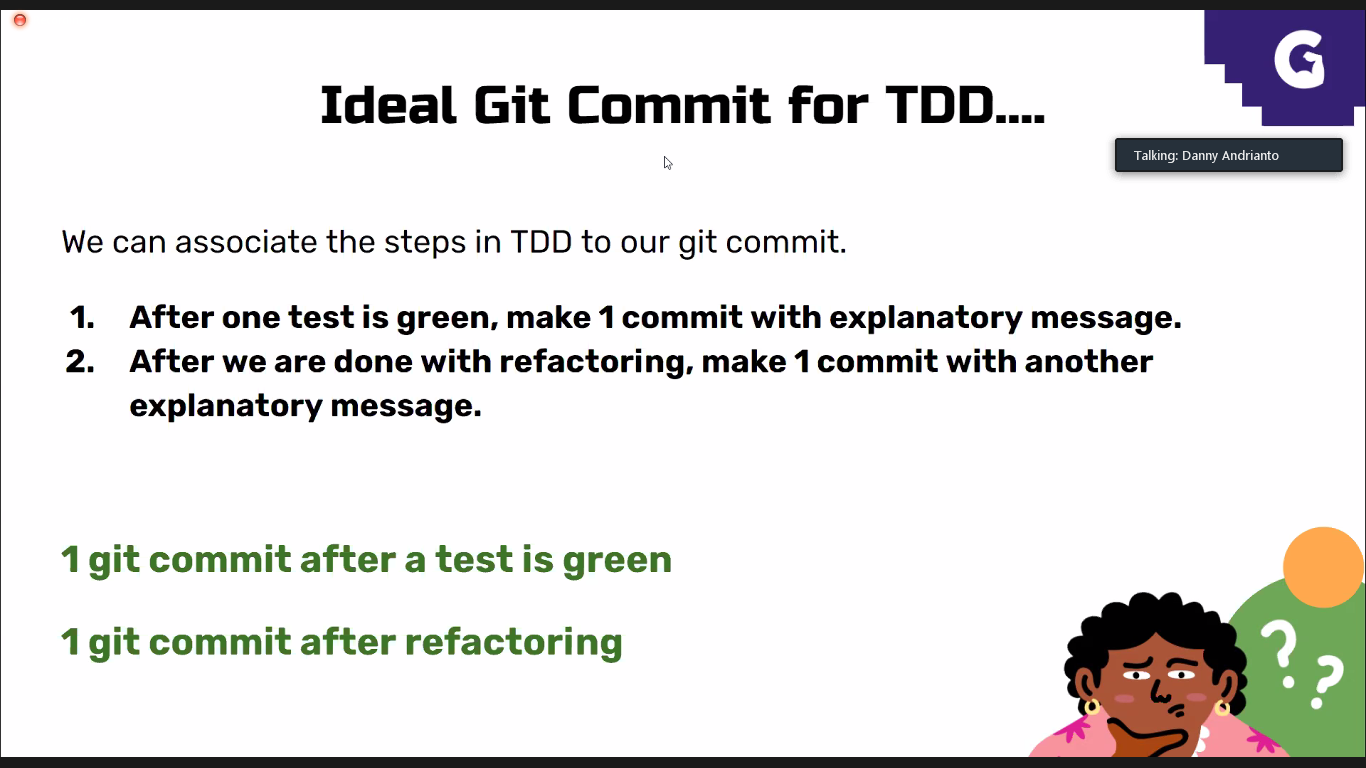 G
Ideal Git Commit for TDD....
Talking: Danny Andrianto
We can associate the steps in TDD to our git commit.
1. After one test is green, make 1 commit with explanatory message.
2. After we are done with refactoring, make 1 commit with another
explanatory message.
1 git commit after a test is green
1 git commit after refactoring
? ?